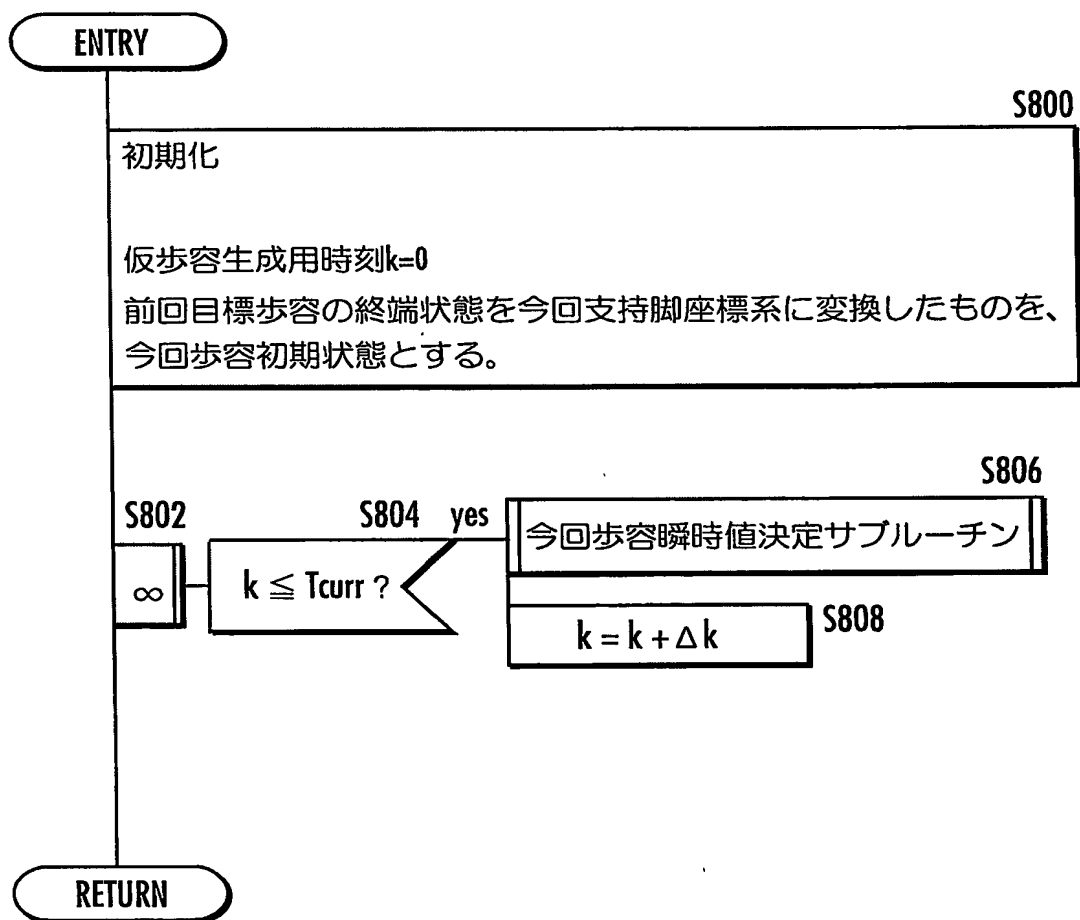 ENTRY
S800
初期化
仮歩容生成用時刻k=0
前回目標歩容の終端状態を今回支持脚座標系に変換したものを、
今回歩容初期状態とする。
S802
∞
S804
k ≦ Tcurr ?
yes
S806
今回歩容瞬時値決定サブルーチン
k = k + Δk
S808
RETURN